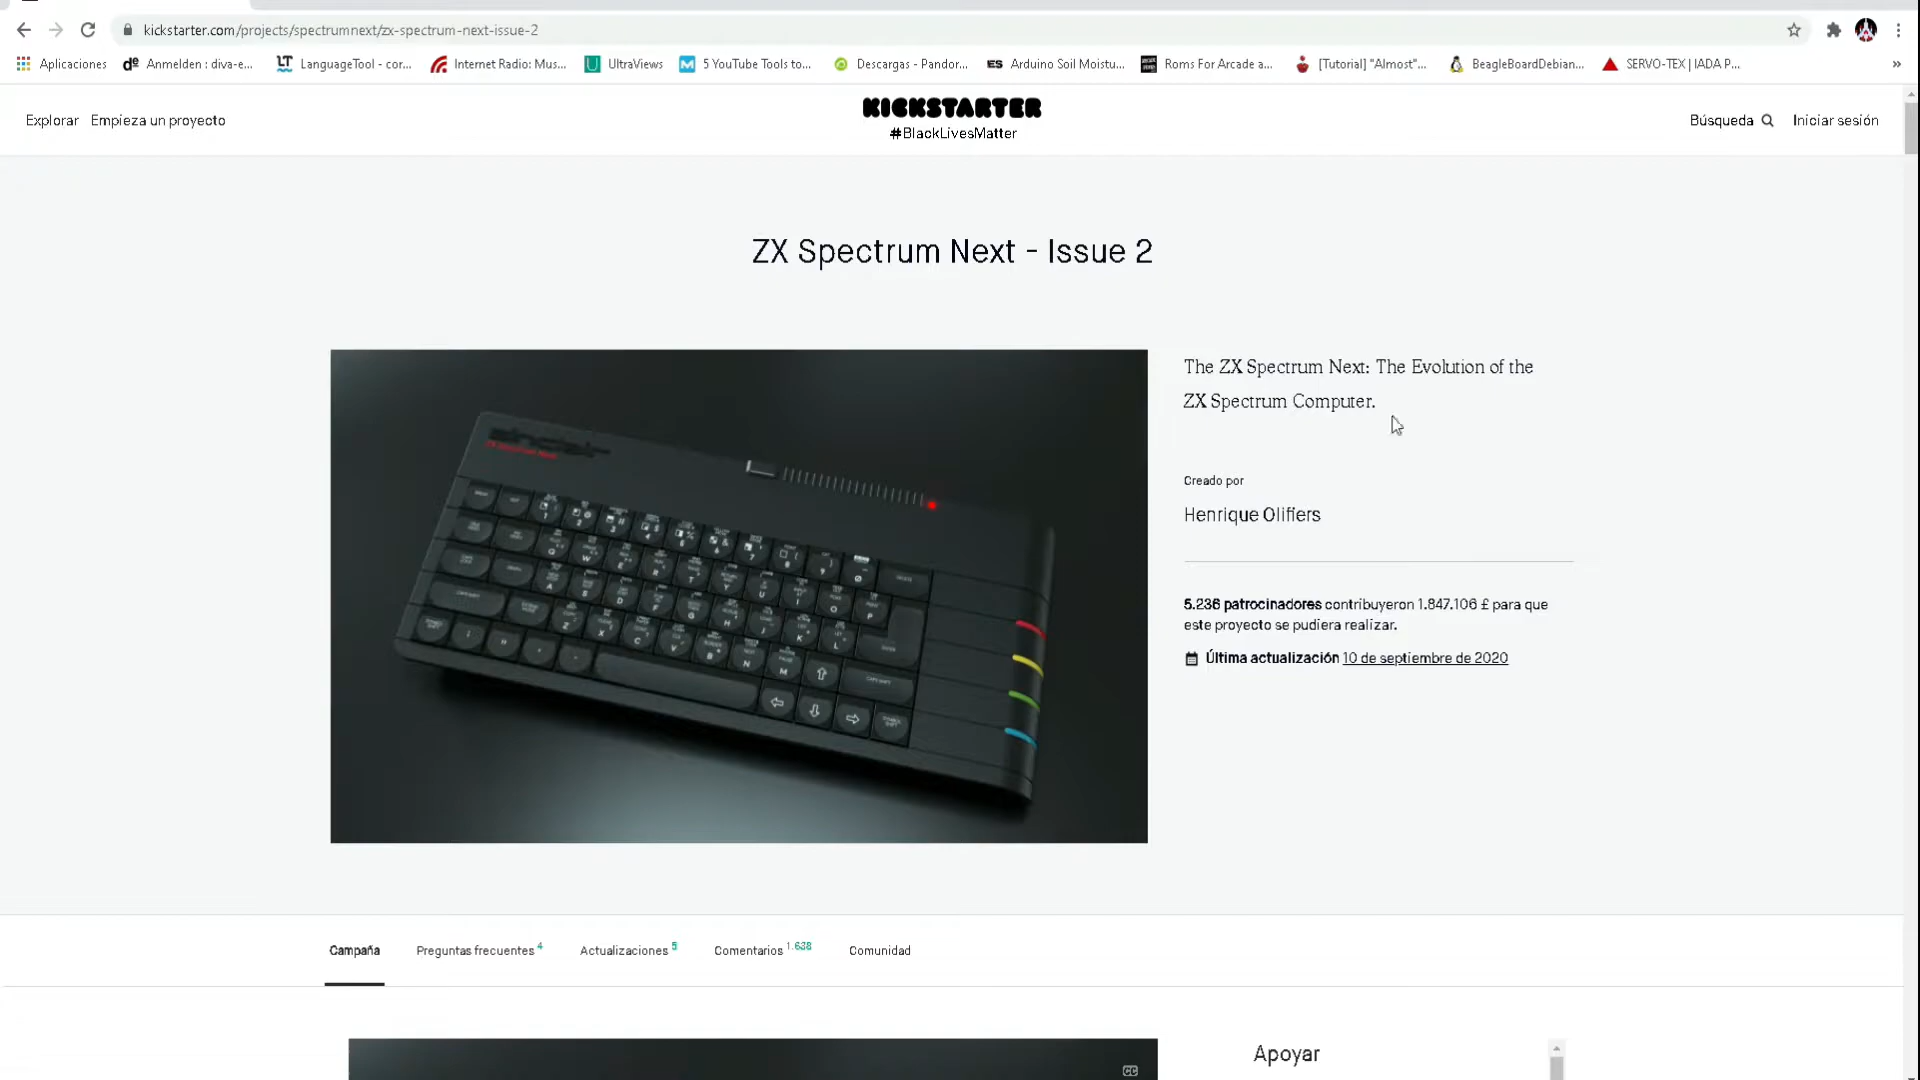 kickstarter.com/projects/spectrumnext/zx-spectrum-next-issue-2
Aplicaciones
Anmelden : diva-e...
LanguageTool - cor...
Internet Radio: Mus...
UltraViews
5 YouTube Tools to...
Descargas - Pandor...
Arduino Soil Moistu...
Roms For Arcade a...
[Tutorial] "Almost"...
BeagleBoardDebian...
SERVO-TEX | IADA P...
»
Explorar
Empieza un proyecto
KICKSTARTER
#BlackLivesMatter
Búsqueda
Iniciar sesión
ZX Spectrum Next - Issue 2
The ZX Spectrum Next: The Evolution of the
ZX Spectrum Computer.
Creado por
Henrique Olifiers
5.236 patrocinadores contribuyeron 1.847.106 £ para que
este proyecto se pudiera realizar.
Última actualización 10 de septiembre de 2020
Campaña
Preguntas frecuentes 4
Actualizaciones 5
Comentarios 1.638
Comunidad
Apoyar